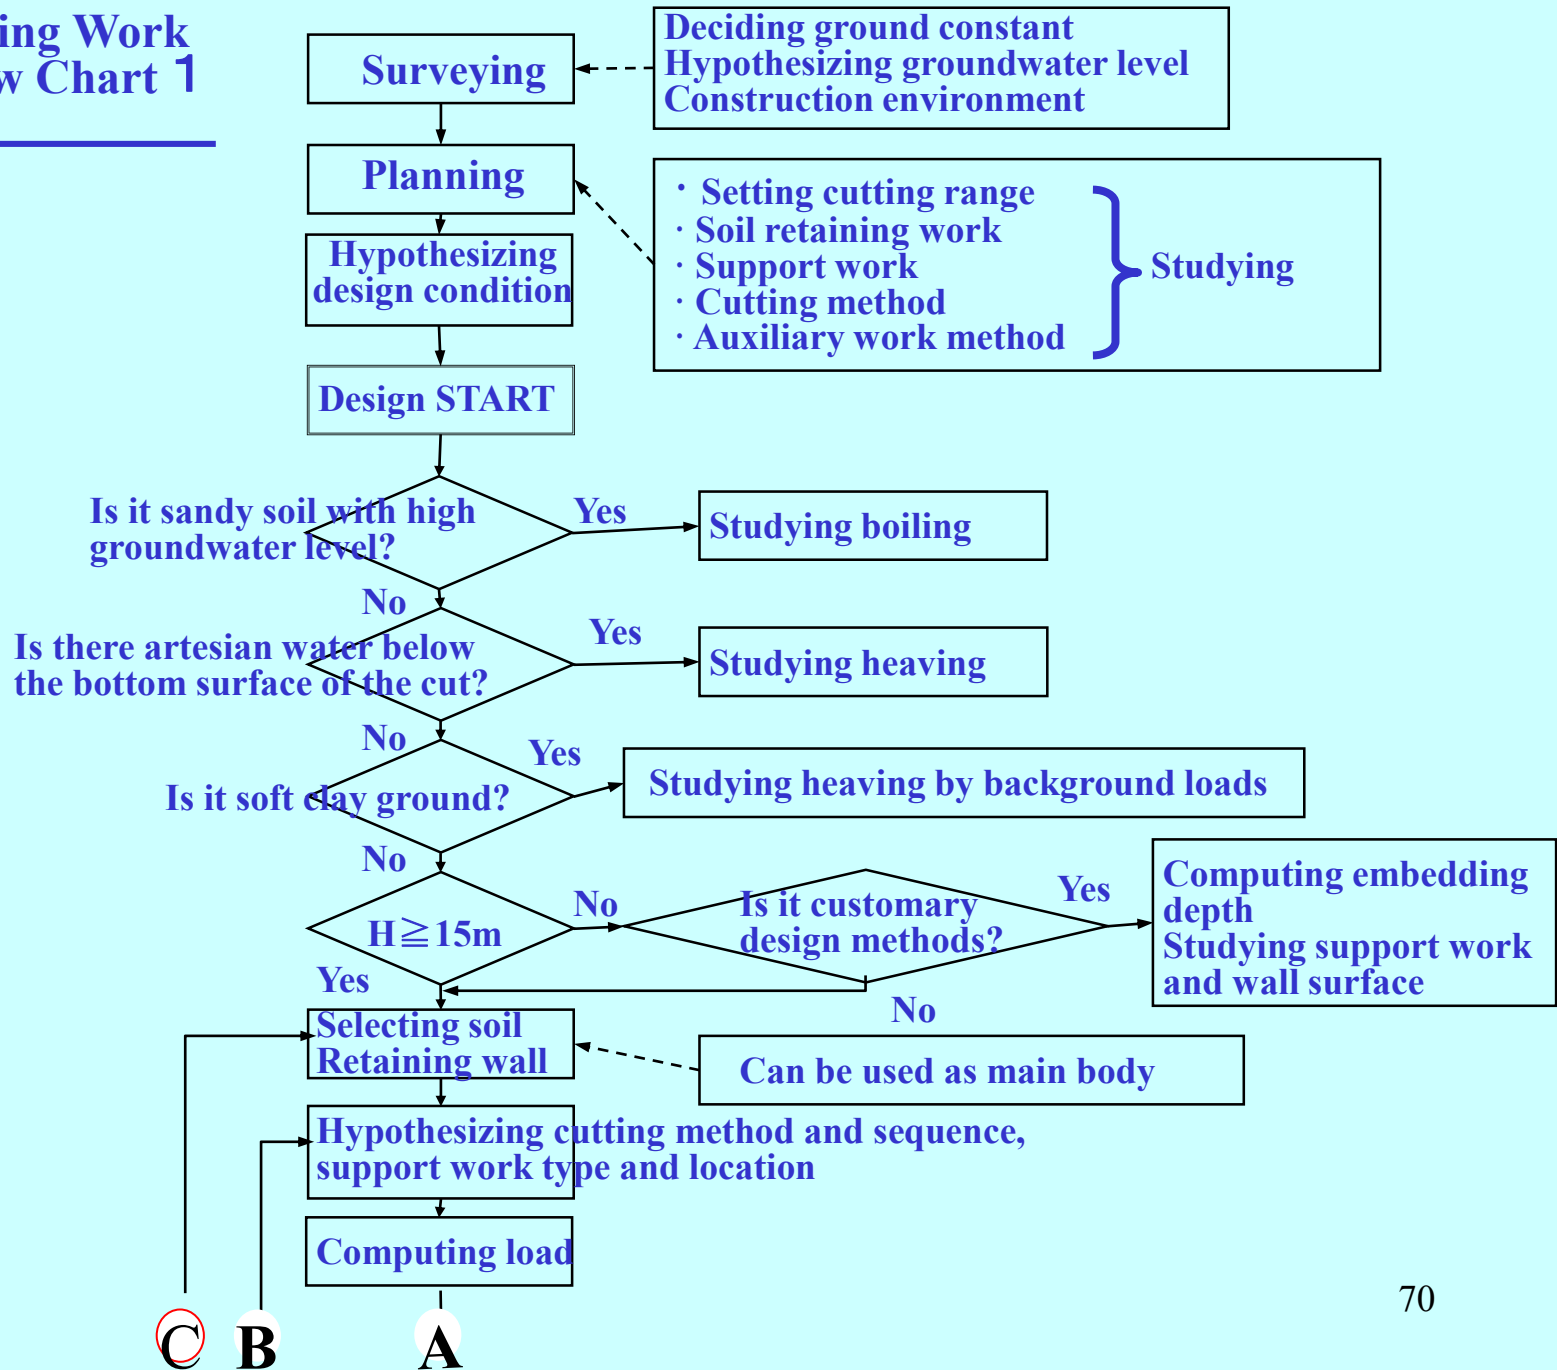 ing Work
w Chart 1
Surveying
Deciding ground constant
Hypothesizing groundwater level
Construction environment
Planning
· Setting cutting range
· Soil retaining work
· Support work
· Cutting method
· Auxiliary work method
Studying
Hypothesizing
design condition
Design START
Is it sandy soil with high
groundwater level?
Yes
Studying boiling
No
Is there artesian water below
the bottom surface of the cut?
Yes
Studying heaving
No
Is it soft clay ground?
Yes
Studying heaving by background loads
No
H≧15m
No
Is it customary
design methods?
Yes
Computing embedding
depth
Studying support work
and wall surface
Yes
No
Selecting soil
Retaining wall
Can be used as main body
Hypothesizing cutting method and sequence,
support work type and location
Computing load
C
B
A
70